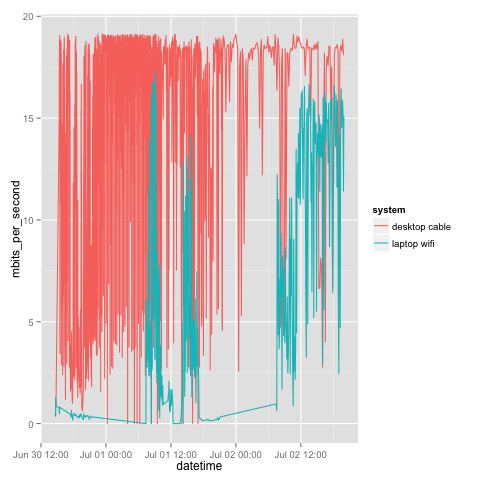 20
15
10
5
0
mbits_per_second
Jun 30 12:00
Jul 01 00:00
Jul 01 12:00
Jul 02 00:00
Jul 02 12:00
datetime
system
desktop cable
laptop wifi